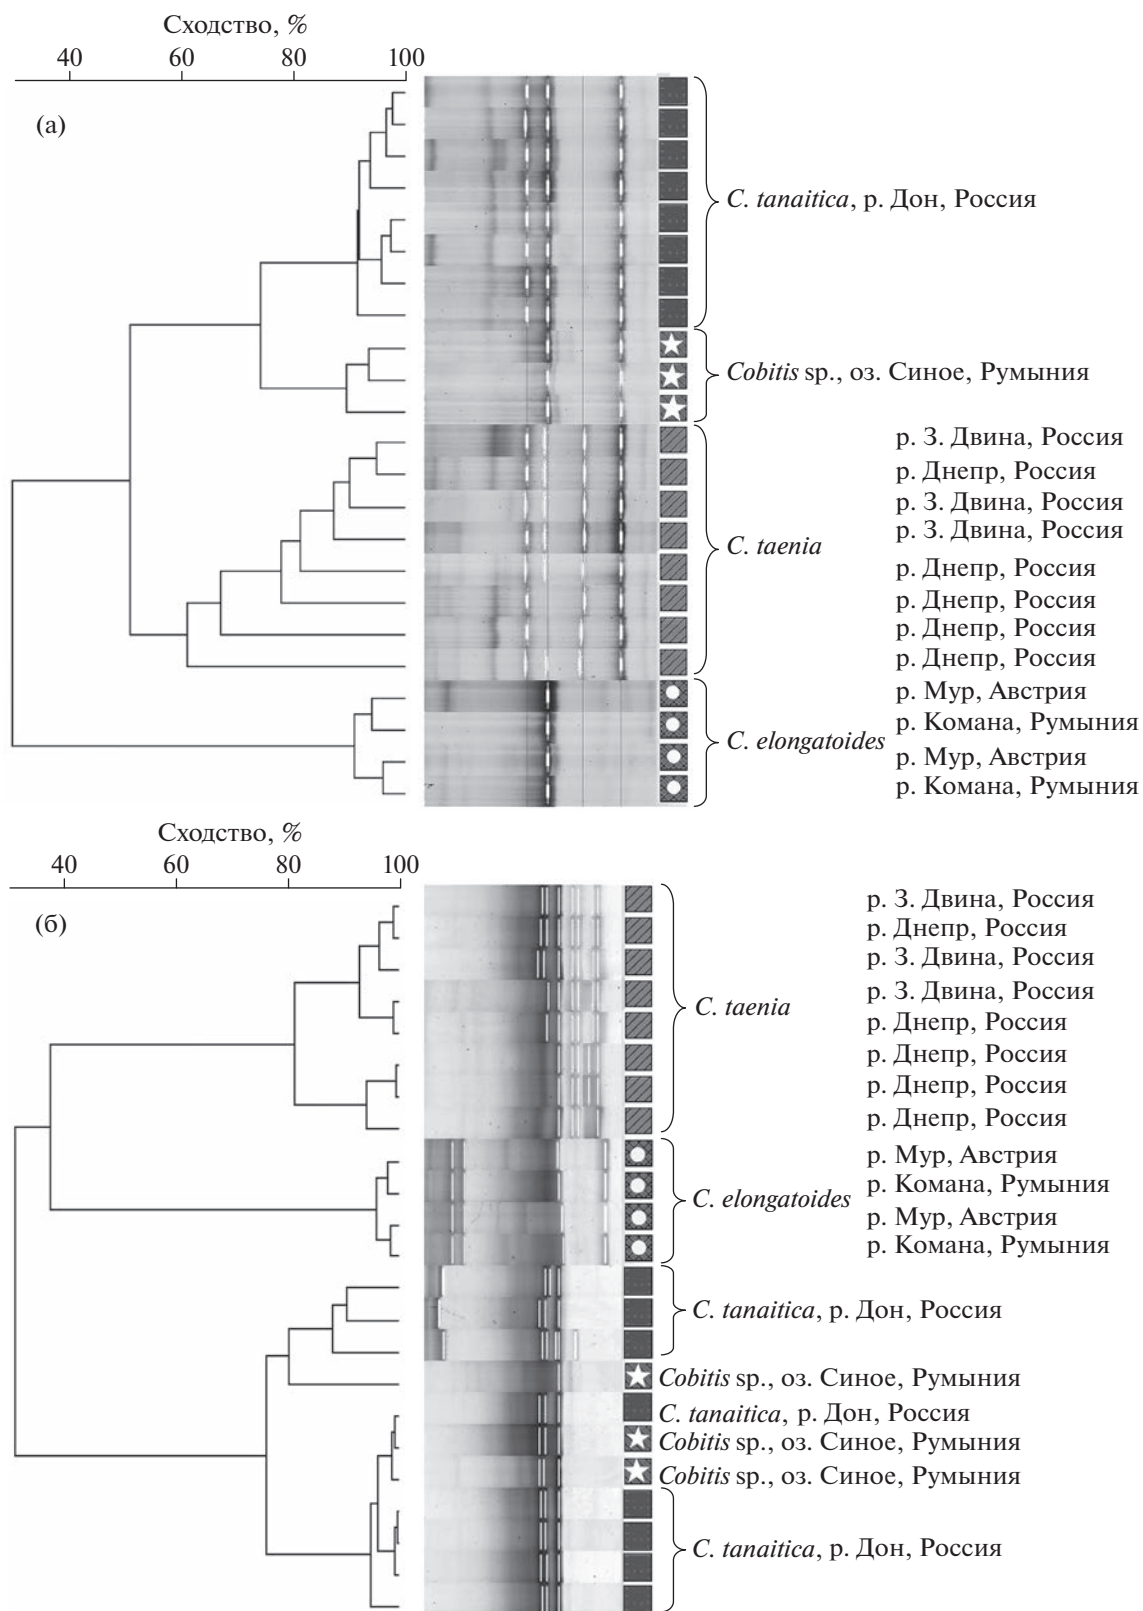 Сходство, %
40 60 80 100
(а)
C. tanaitica, р. Дон, Россия
Cobitis sp., оз. Синое, Румыния
р. З. Двина, Россия
р. Днепр, Россия
р. З. Двина, Россия
р. З. Двина, Россия
C. taenia
р. Днепр, Россия
р. Днепр, Россия
р. Днепр, Россия
р. Днепр, Россия
р. Мур, Австрия
р. Комана, Румыния
C. elongatoides
р. Мур, Австрия
р. Комана, Румыния
Сходство, %
40 60 80 100
(б)
р. З. Двина, Россия
р. Днепр, Россия
р. З. Двина, Россия
р. З. Двина, Россия
C. taenia
р. Днепр, Россия
р. Днепр, Россия
р. Днепр, Россия
р. Днепр, Россия
р. Мур, Австрия
р. Комана, Румыния
C. elongatoides
р. Мур, Австрия
р. Комана, Румыния
C. tanaitica, р. Дон, Россия
Cobitis sp., оз. Синое, Румыния
C. tanaitica, р. Дон, Россия
Cobitis sp., оз. Синое, Румыния
Cobitis sp., оз. Синое, Румыния
C. tanaitica, р. Дон, Россия